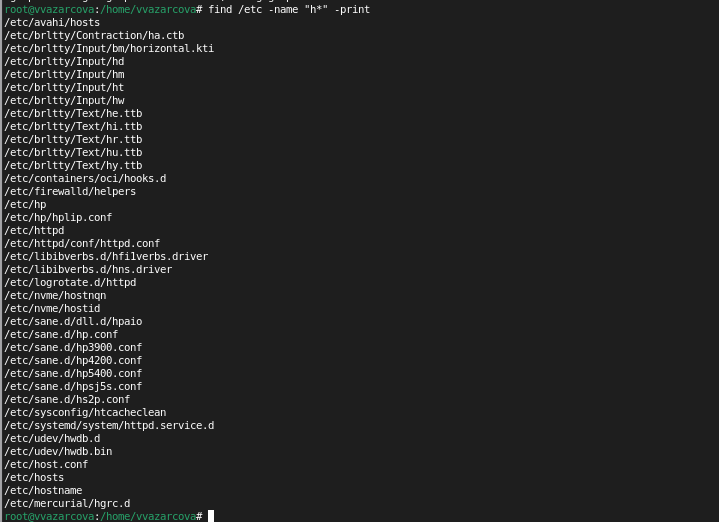 root@vvazarcova:/home/vvazarcova# find /etc -name "h*" -print
/etc/avahi/hosts
/etc/brltty/Contraction/ha.ctb
/etc/brltty/Input/bm/horizontal.kti
/etc/brltty/Input/hd
/etc/brltty/Input/hm
/etc/brltty/Input/ht
/etc/brltty/Input/hw
/etc/brltty/Text/he.ttb
/etc/brltty/Text/hi.ttb
/etc/brltty/Text/hr.ttb
/etc/brltty/Text/hu.ttb
/etc/brltty/Text/hy.ttb
/etc/containers/oci/hooks.d
/etc/firewalld/helpers
/etc/hp
/etc/hp/hplip.conf
/etc/httpd
/etc/httpd/conf/httpd.conf
/etc/libibverbs.d/hfi1verbs.driver
/etc/libibverbs.d/hns.driver
/etc/logrotate.d/httpd
/etc/nvme/hostnqn
/etc/nvme/hostid
/etc/sane.d/dll.d/hpaio
/etc/sane.d/hp.conf
/etc/sane.d/hp3900.conf
/etc/sane.d/hp4200.conf
/etc/sane.d/hp5400.conf
/etc/sane.d/hpsj5s.conf
/etc/sane.d/hs2p.conf
/etc/sysconfig/htcacheclean
/etc/systemd/system/httpd.service.d
/etc/udev/hwdb.d
/etc/udev/hwdb.bin
/etc/host.conf
/etc/hosts
/etc/hostname
/etc/mercurial/hgrc.d
root@vvazarcova:/home/vvazarcova#